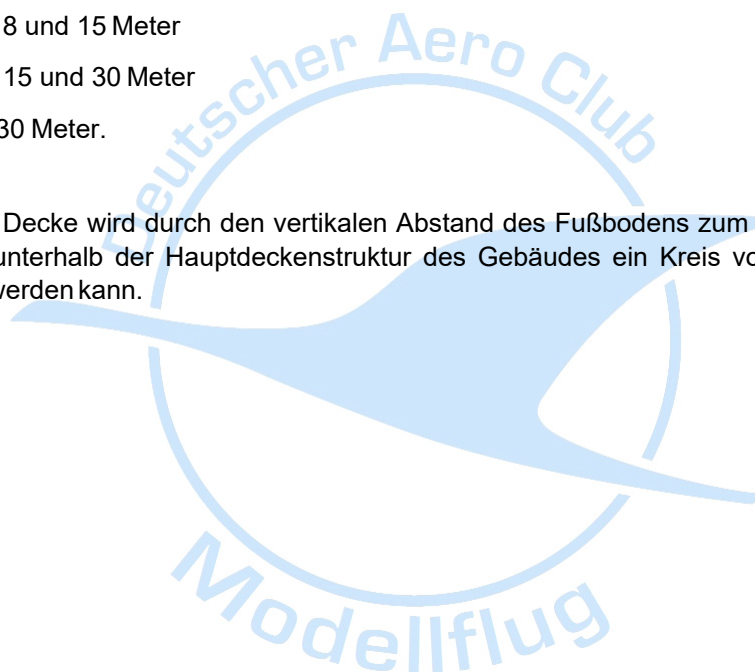 8 und 15 Meter
15 und 30 Meter
30 Meter.
Deutscher Aero Club
Decke wird durch den vertikalen Abstand des Fußbodens zum
unterhalb der Hauptdeckenstruktur des Gebäudes ein Kreis vo
werden kann.
Modellflug